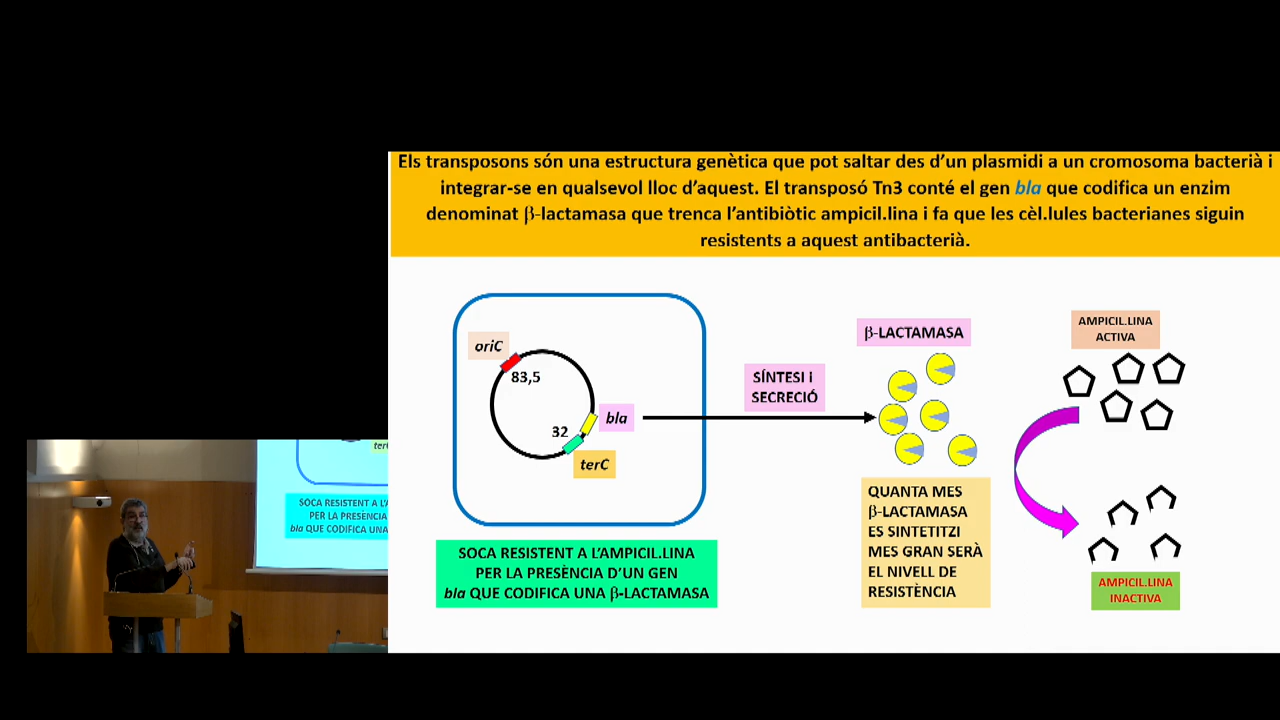 Els transposons són una estructura genètica que pot saltar des d'un plasmidi a un cromosoma bacterià i
integrar-se en qualsevol lloc d'aquest. El transposó Tn3 conté el gen bla que codifica un enzim
denominat β-lactamasa que trenca l'antibiòtic ampicil.lina i fa que les cèl.lules bacterianes siguin
resistents a aquest antibacterià.
oriC
83,5
32
bla
terC
SÍNTESI i
SECRECIÓ
β-LACTAMASA
AMPICIL.LINA
ACTIVA
QUANTA MES
β-LACTAMASA
ES SINTETITZI
MES GRAN SERÀ
EL NIVELL DE
RESISTÈNCIA
AMPICIL.LINA
INACTIVA
SOCA RESISTENT A L'AMPICIL.LINA
PER LA PRESÈNCIA D'UN GEN
bla QUE CODIFICA UNA β-LACTAMASA
ter
SOCA RESISTENT A L'A
PER LA PRESÈNCIA
bla QUE CODIFICA UNA